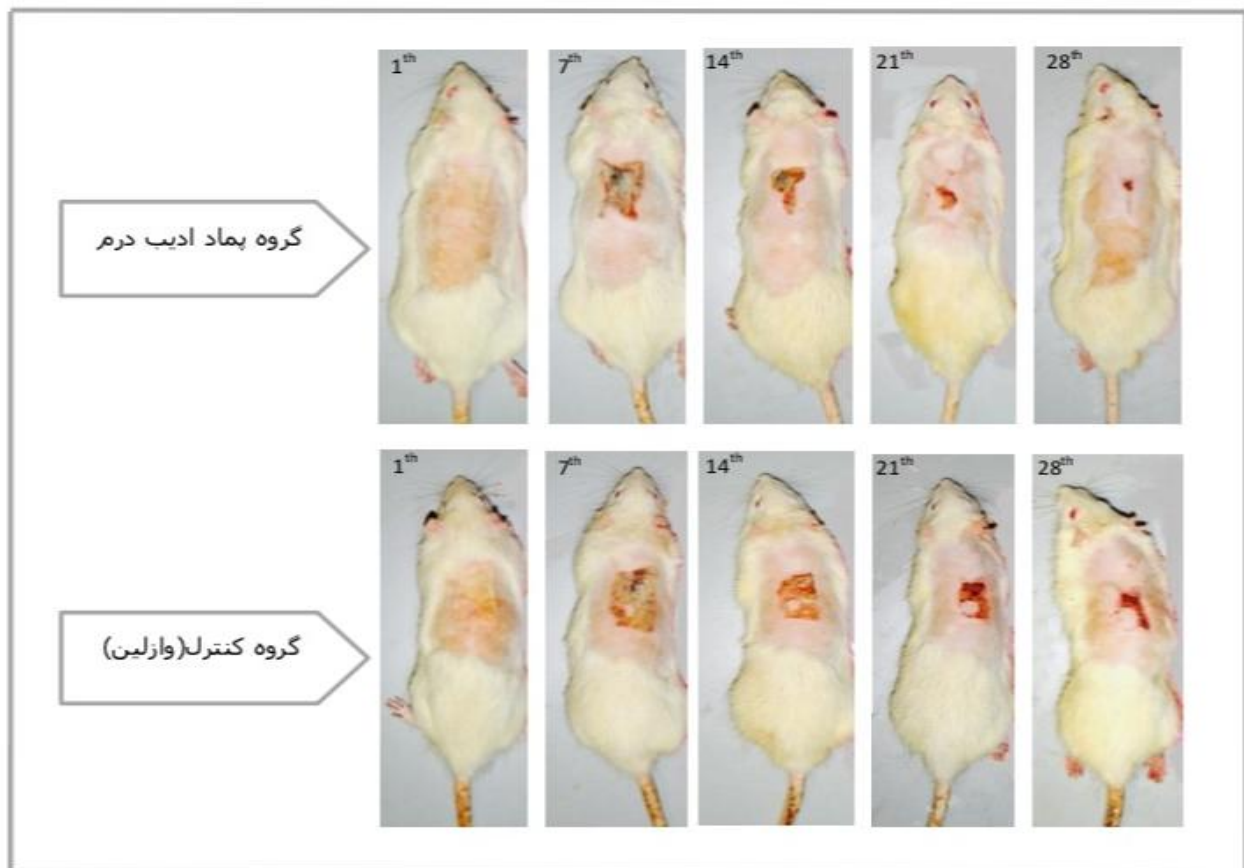 1th
7th
14th
21th
28th
گروه پماد ادیب درم
1th
7th
14th
21th
28th
گروه کنترل(وازلین)